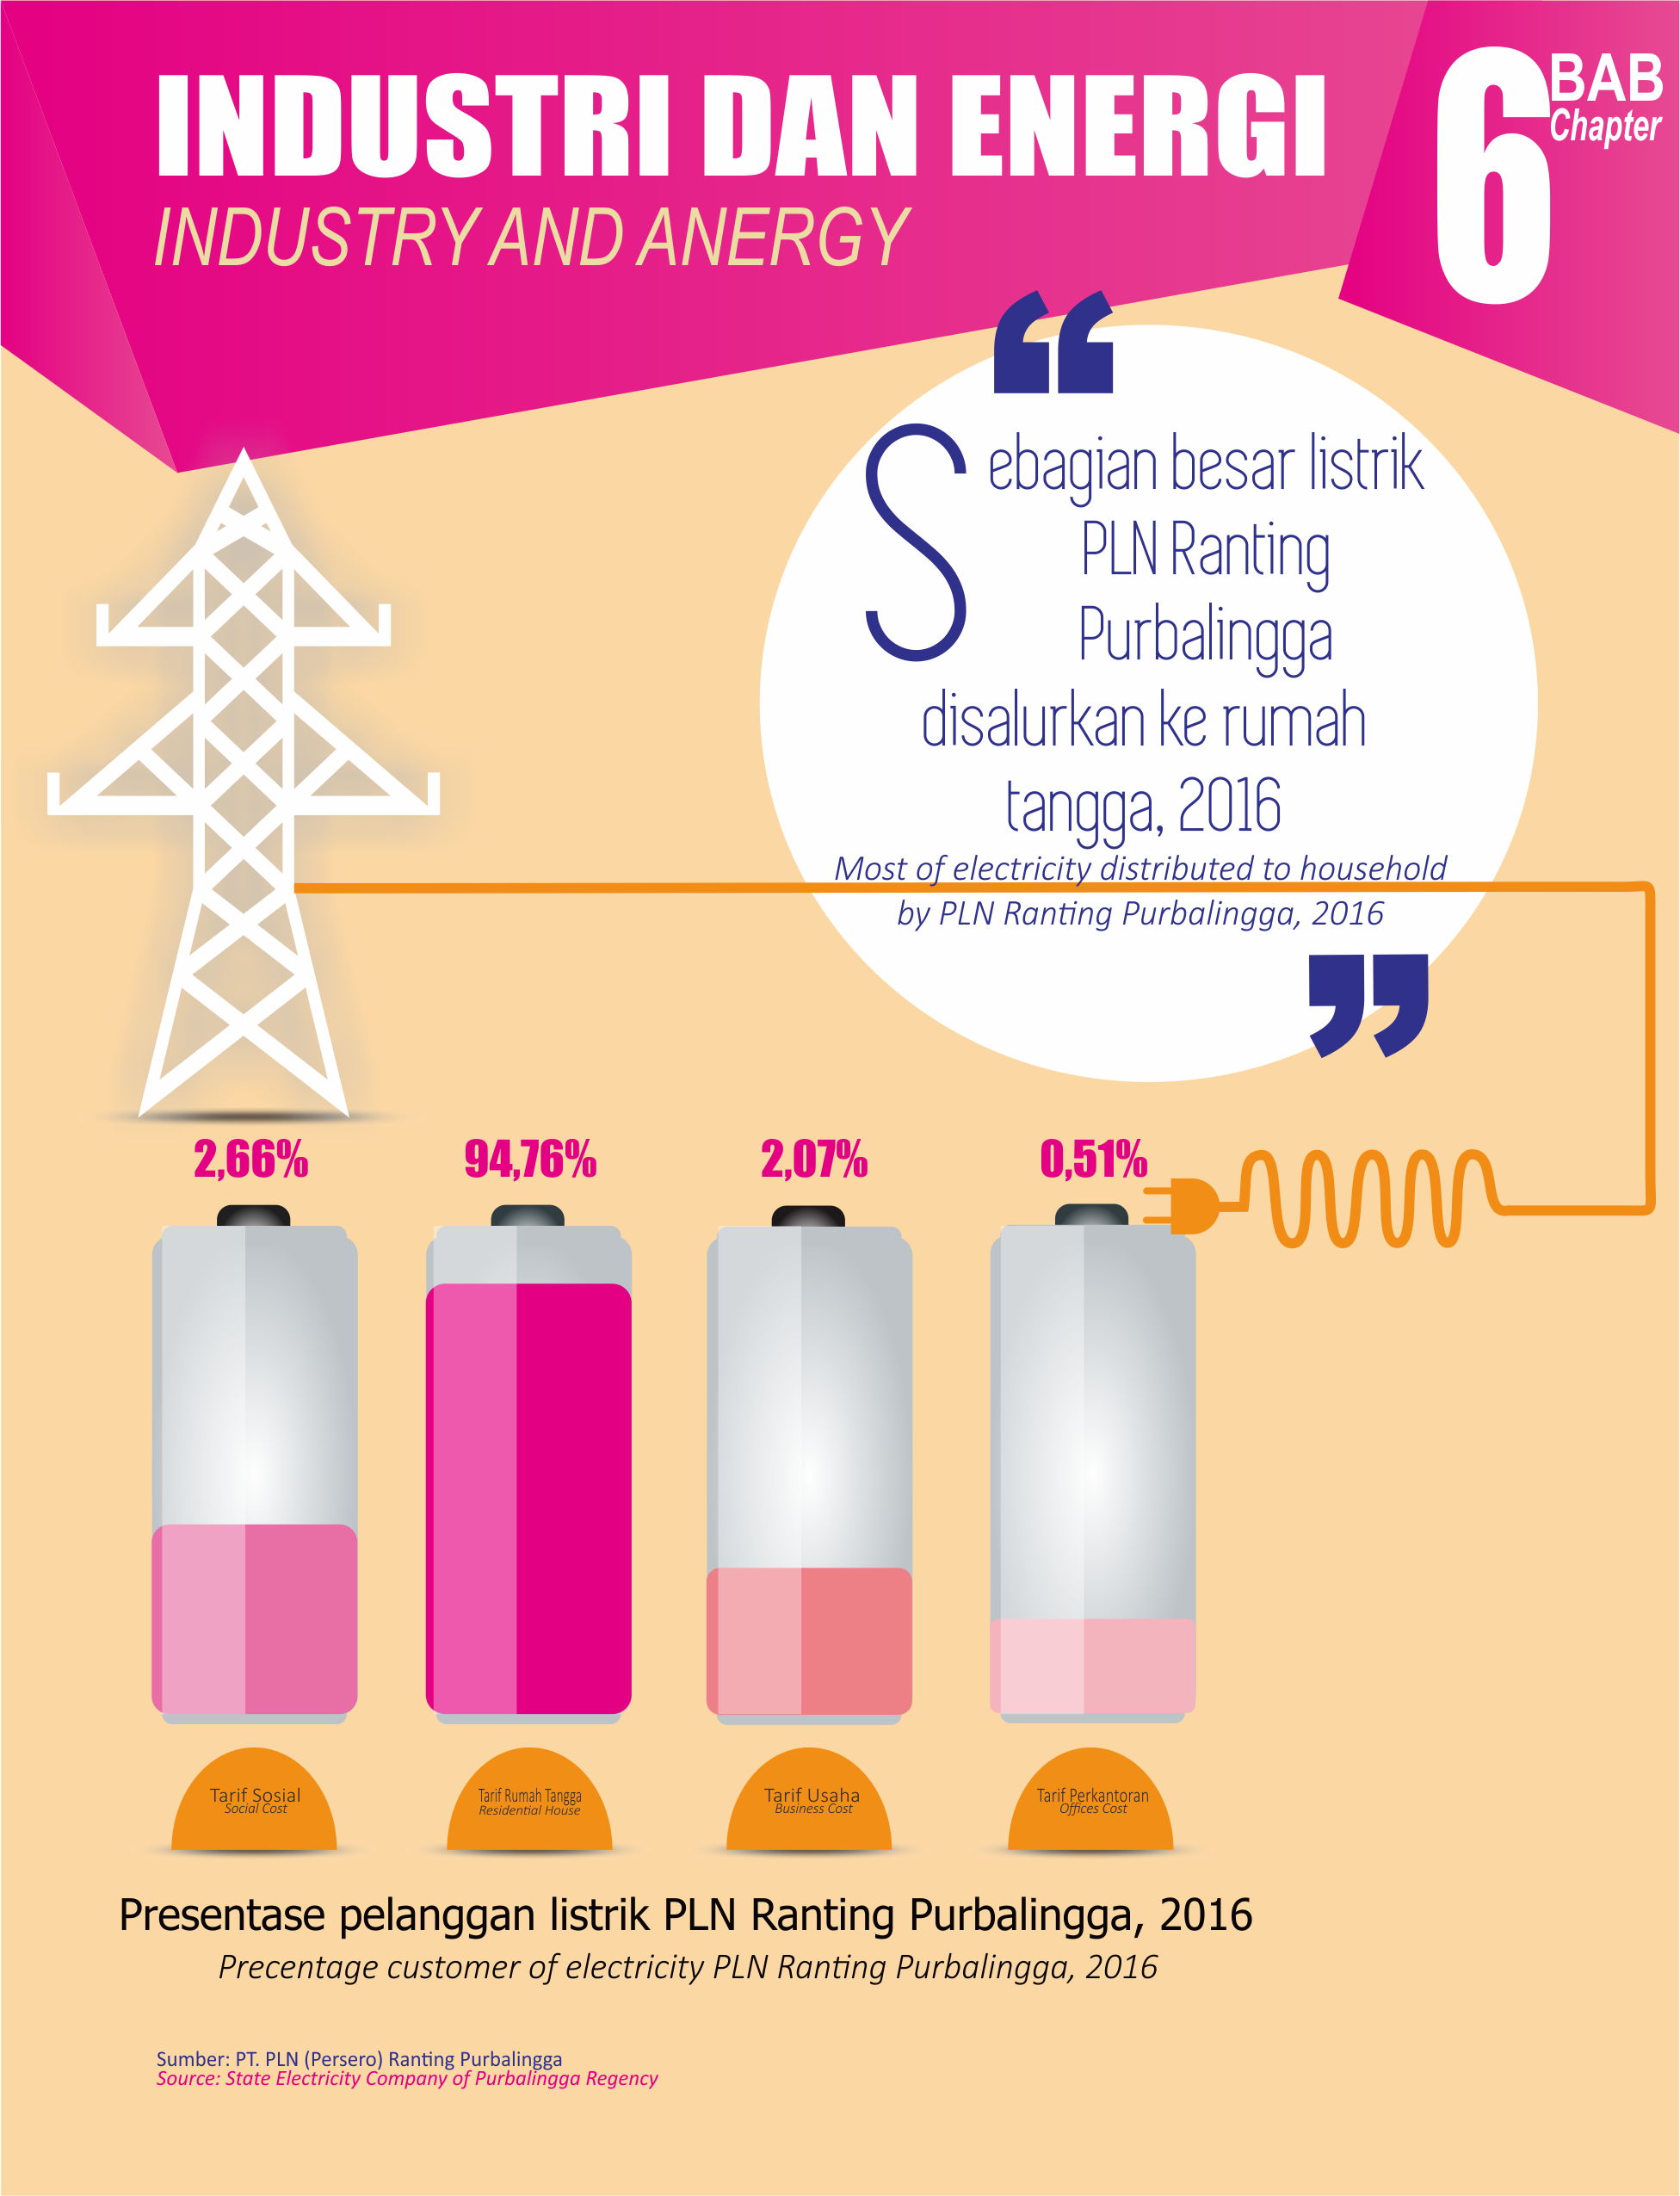 INDUSTRI DAN ENERGI
INDUSTRY AND ANERGY
6
BAB
Chapter
Sebagian besar listrik
PLN Ranting
Purbalingga
disalurkan ke rumah
tangga, 2016
Most of electricity distributed to household
by PLN Ranting Purbalingga, 2016
2,66%
94,76%
2,07%
0,51%
Tarif Sosial
Social Cost
Tarif Rumah Tangga
Residential House
Tarif Usaha
Business Cost
Tarif Perkantoran
Offices Cost
Presentase pelanggan listrik PLN Ranting Purbalingga, 2016
Precentage customer of electricity PLN Ranting Purbalingga, 2016
Sumber: PT. PLN (Persero) Ranting Purbalingga
Source: State Electricity Company of Purbalingga Regency